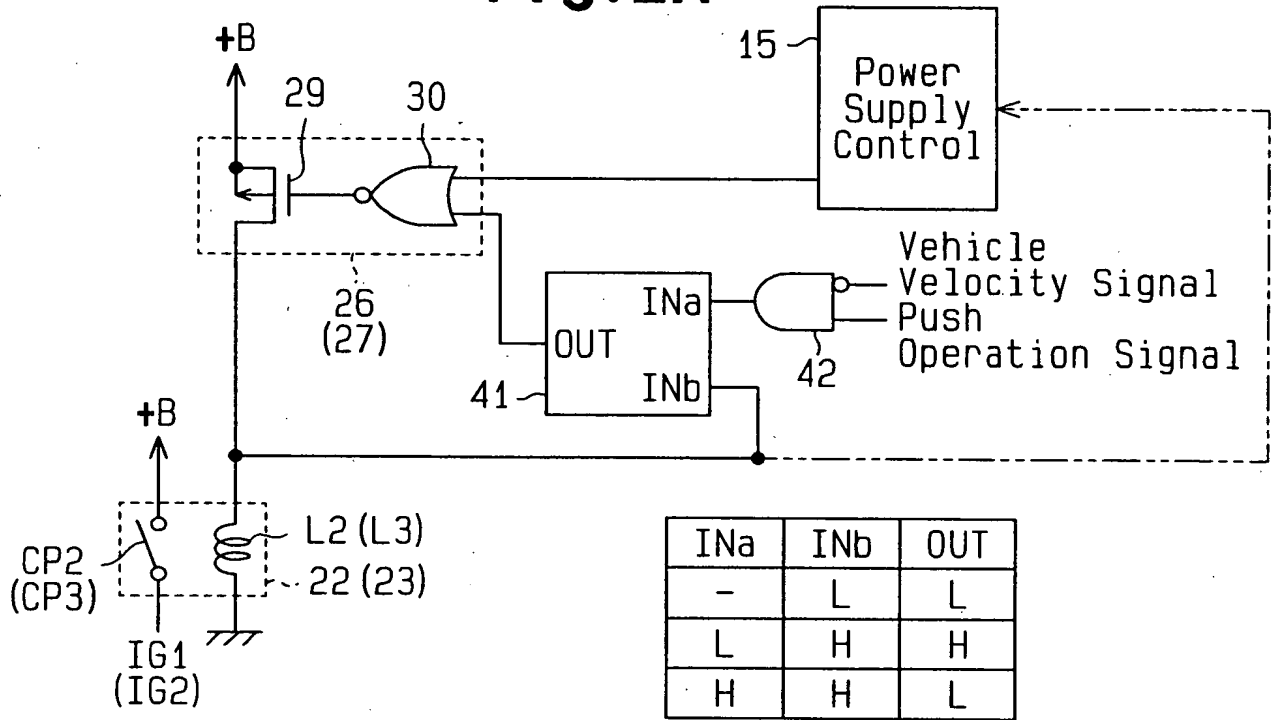 +B
29
30
15
Power
Supply
Control
26
(27)
Vehicle
Velocity Signal
Push
Operation Signal
INa
OUT
INb
42
41
+B
L2 (L3)
22 (23)
CP2
(CP3)
IG1
(IG2)
INa INb OUT
- L L
L H H
H H L